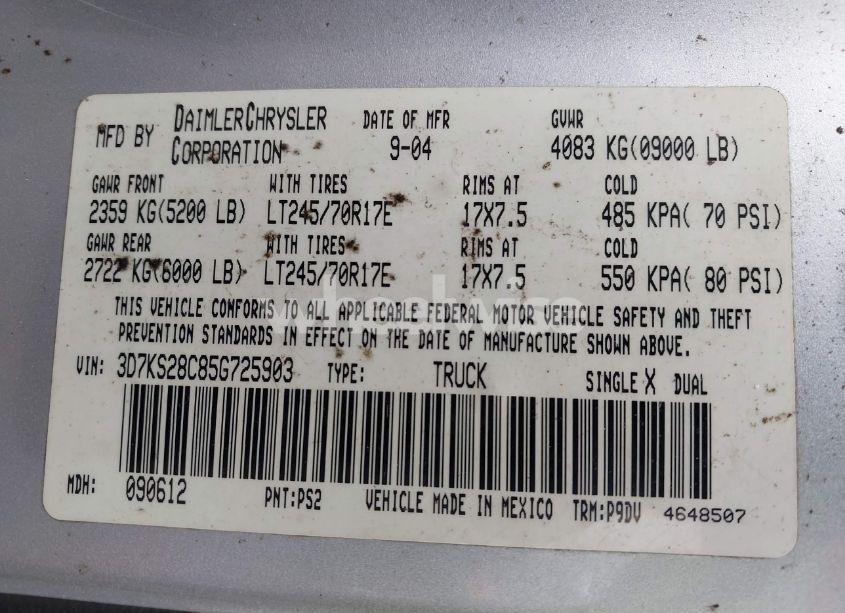 MFD BY DAIMLERCHRYSLER CORPORATION DATE OF MFR 9-04 GVWR 4083 KG(09000 LB)
GAWR FRONT WITH TIRES RIMS AT COLD
2359 KG(5200 LB) LT245/70R17E 17X7.5 485 KPA( 70 PSI)
GAWR REAR WITH TIRES RIMS AT COLD
2722 KG(6000 LB) LT245/70R17E 17X7.5 550 KPA( 80 PSI)
THIS VEHICLE CONFORMS TO ALL APPLICABLE FEDERAL MOTOR VEHICLE SAFETY AND THEFT
PREVENTION STANDARDS IN EFFECT ON THE DATE OF MANUFACTURE SHOWN ABOVE.
VIN: 3D7KS28C85G725903 TYPE: TRUCK SINGLE X DUAL
MDH: 090612 PNT:PS2 VEHICLE MADE IN MEXICO TRM:P9DV 4648507